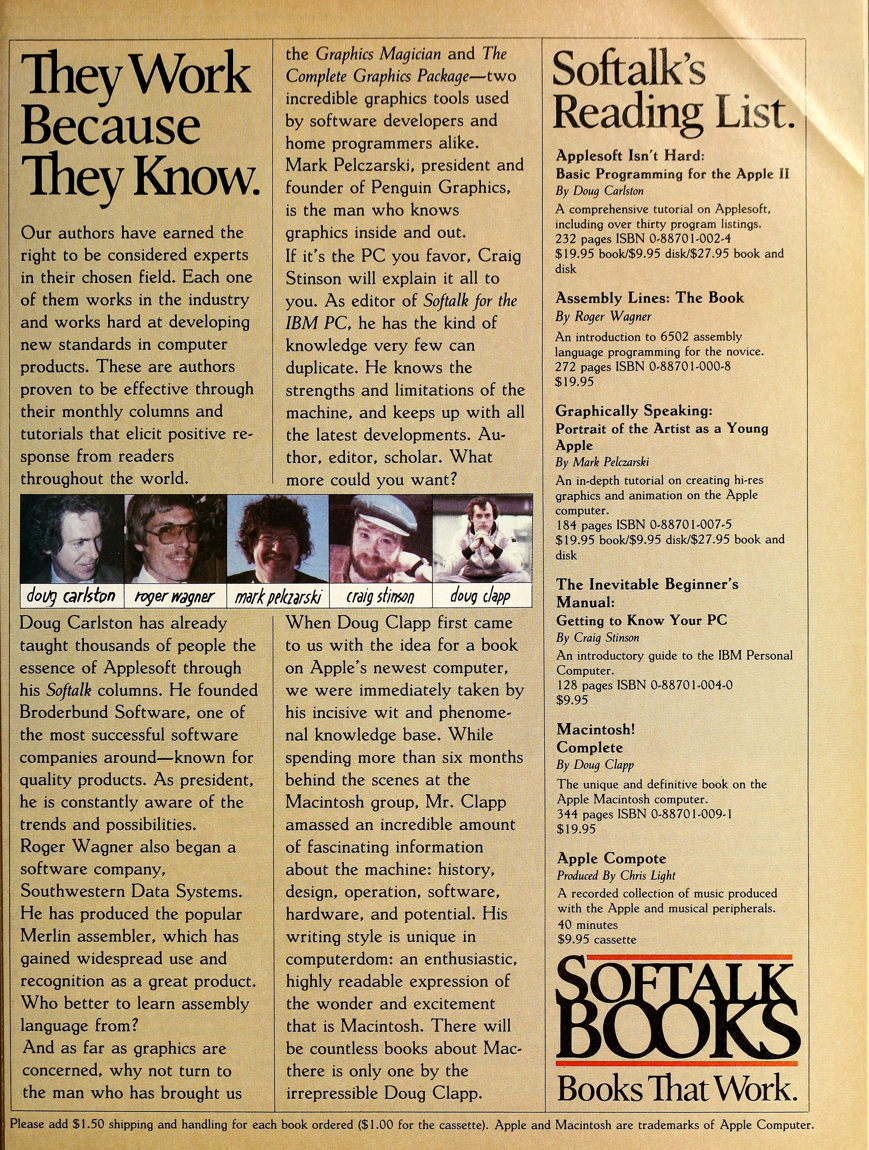 They Work
Because
They Know.
Our authors have earned the
right to be considered experts
in their chosen field. Each one
of them works in the industry
and works hard at developing
new standards in computer
products. These are authors
proven to be effective through
their monthly columns and
tutorials that elicit positive re-
sponse from readers
throughout the world.
doug carlston
roger wagner
mark pelczarski
craig stinson
doug clapp
Doug Carlston has already
taught thousands of people the
essence of Applesoft through
his Softalk columns. He founded
Broderbund Software, one of
the most successful software
companies around—known for
quality products. As president,
he is constantly aware of the
trends and possibilities.
Roger Wagner also began a
software company,
Southwestern Data Systems.
He has produced the popular
Merlin assembler, which has
gained widespread use and
recognition as a great product.
Who better to learn assembly
language from?
And as far as graphics are
concerned, why not turn to
the man who has brought us
the Graphics Magician and The
Complete Graphics Package—two
incredible graphics tools used
by software developers and
home programmers alike.
Mark Pelczarski, president and
founder of Penguin Graphics,
is the man who knows
graphics inside and out.
If it's the PC you favor, Craig
Stinson will explain it all to
you. As editor of Softalk for the
IBM PC, he has the kind of
knowledge very few can
duplicate. He knows the
strengths and limitations of the
machine, and keeps up with all
the latest developments. Au-
thor, editor, scholar. What
more could you want?
When Doug Clapp first came
to us with the idea for a book
on Apple's newest computer,
we were immediately taken by
his incisive wit and phenome-
nal knowledge base. While
spending more than six months
behind the scenes at the
Macintosh group, Mr. Clapp
amassed an incredible amount
of fascinating information
about the machine: history,
design, operation, software,
hardware, and potential. His
writing style is unique in
computerdom: an enthusiastic,
highly readable expression of
the wonder and excitement
that is Macintosh. There will
be countless books about Mac-
there is only one by the
irrepressible Doug Clapp.
Softalk's
Reading List.
Applesoft Isn't Hard:
Basic Programming for the Apple II
By Doug Carlston
A comprehensive tutorial on Applesoft,
including over thirty program listings.
232 pages ISBN 0-88701-002-4
$19.95 book/$9.95 disk/$27.95 book and
disk
Assembly Lines: The Book
By Roger Wagner
An introduction to 6502 assembly
language programming for the novice.
272 pages ISBN 0-88701-000-8
$19.95
Graphically Speaking:
Portrait of the Artist as a Young
Apple
By Mark Pelczarski
An in-depth tutorial on creating hi-res
graphics and animation on the Apple
computer.
184 pages ISBN 0-88701-007-5
$19.95 book/$9.95 disk/$27.95 book and
disk
The Inevitable Beginner's
Manual:
Getting to Know Your PC
By Craig Stinson
An introductory guide to the IBM Personal
Computer.
128 pages ISBN 0-88701-004-0
$9.95
Macintosh!
Complete
By Doug Clapp
The unique and definitive book on the
Apple Macintosh computer.
344 pages ISBN 0-88701-009-1
$19.95
Apple Compote
Produced By Chris Light
A recorded collection of music produced
with the Apple and musical peripherals.
40 minutes
$9.95 cassette
SOFTALK
BOOKS
Books That Work.
Please add $1.50 shipping and handling for each book ordered ($1.00 for the cassette). Apple and Macintosh are trademarks of Apple Computer.